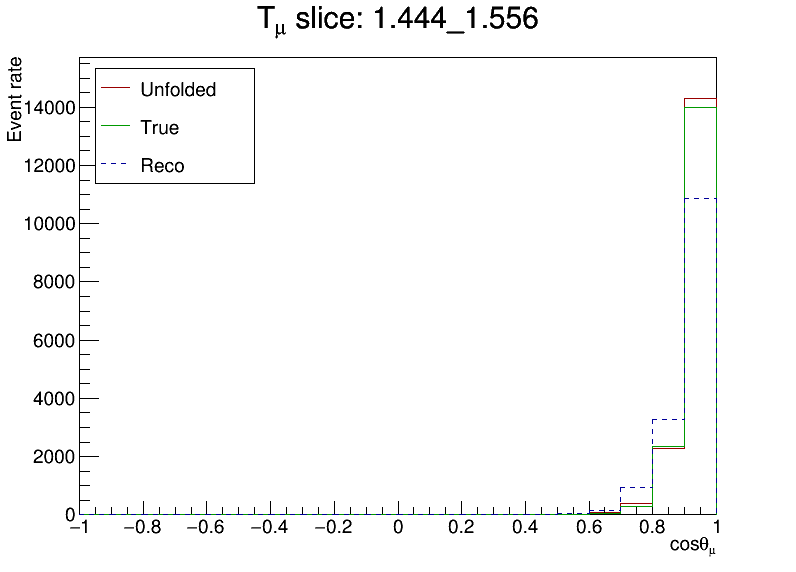 Tμ slice: 1.444_1.556
Event rate
Unfolded
True
Reco
14000
12000
10000
8000
6000
4000
2000
0
−1 −0.8 −0.6 −0.4 −0.2 0 0.2 0.4 0.6 0.8 1
cosθμ